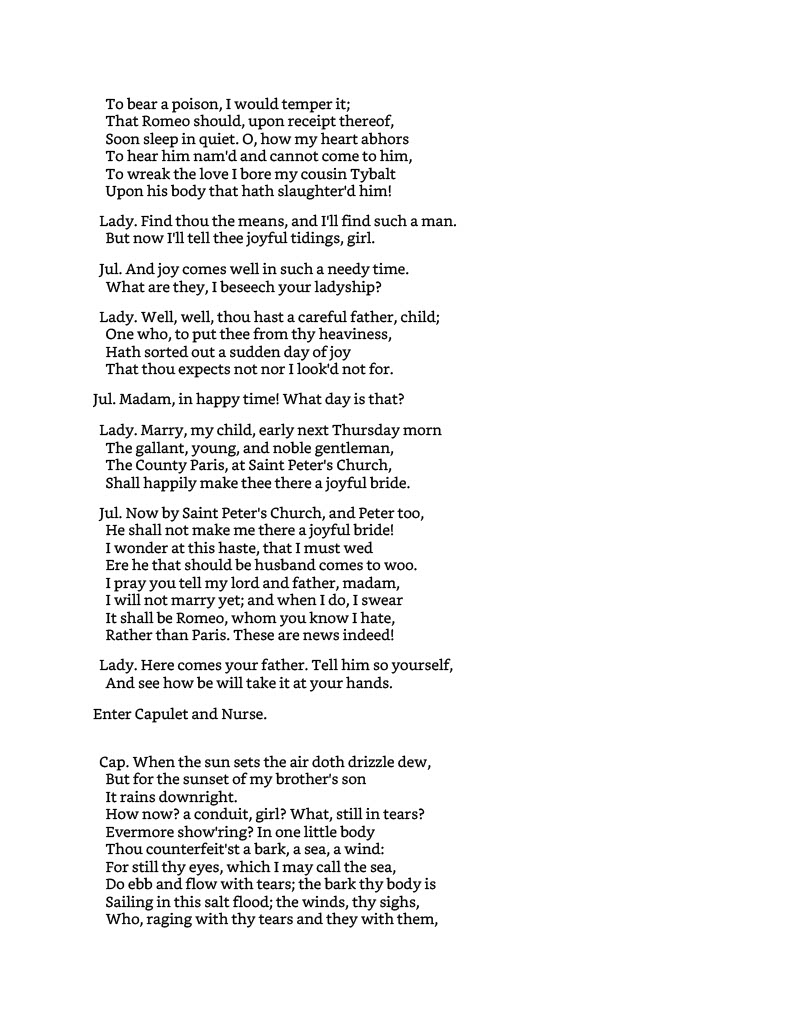 To bear a poison, I would temper it;
That Romeo should, upon receipt thereof,
Soon sleep in quiet. O, how my heart abhors
To hear him nam'd and cannot come to him,
To wreak the love I bore my cousin Tybalt
Upon his body that hath slaughter'd him!
Lady. Find thou the means, and I'll find such a man.
But now I'll tell thee joyful tidings, girl.
Jul. And joy comes well in such a needy time.
What are they, I beseech your ladyship?
Lady. Well, well, thou hast a careful father, child;
One who, to put thee from thy heaviness,
Hath sorted out a sudden day of joy
That thou expects not nor I look'd not for.
Jul. Madam, in happy time! What day is that?
Lady. Marry, my child, early next Thursday morn
The gallant, young, and noble gentleman,
The County Paris, at Saint Peter's Church,
Shall happily make thee there a joyful bride.
Jul. Now by Saint Peter's Church, and Peter too,
He shall not make me there a joyful bride!
I wonder at this haste, that I must wed
Ere he that should be husband comes to woo.
I pray you tell my lord and father, madam,
I will not marry yet; and when I do, I swear
It shall be Romeo, whom you know I hate,
Rather than Paris. These are news indeed!
Lady. Here comes your father. Tell him so yourself,
And see how be will take it at your hands.
Enter Capulet and Nurse.
Cap. When the sun sets the air doth drizzle dew,
But for the sunset of my brother's son
It rains downright.
How now? a conduit, girl? What, still in tears?
Evermore show'ring? In one little body
Thou counterfeit'st a bark, a sea, a wind:
For still thy eyes, which I may call the sea,
Do ebb and flow with tears; the bark thy body is
Sailing in this salt flood; the winds, thy sighs,
Who, raging with thy tears and they with them,